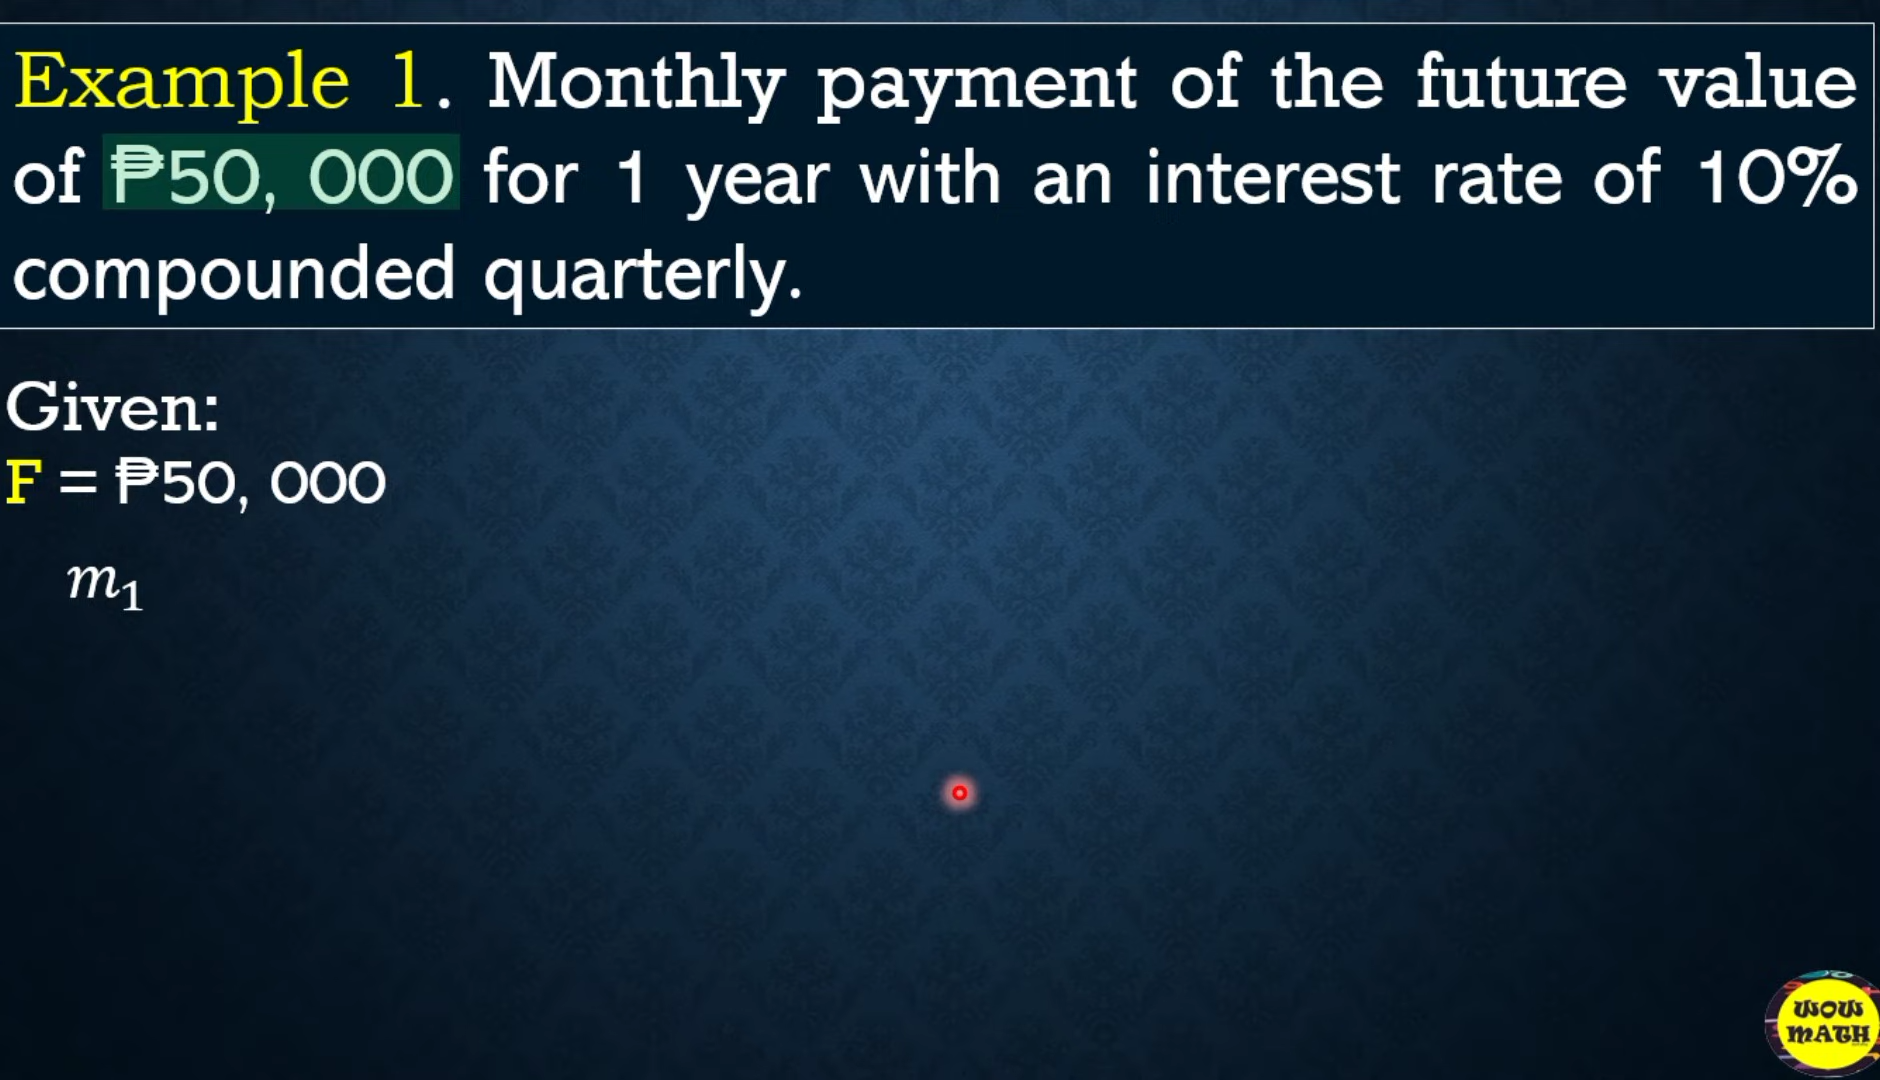 Example 1. Monthly payment of the future value
of ₱50, 000 for 1 year with an interest rate of 10%
compounded quarterly.
Given:
F = ₱50, 000
m₁
WOW
MATH